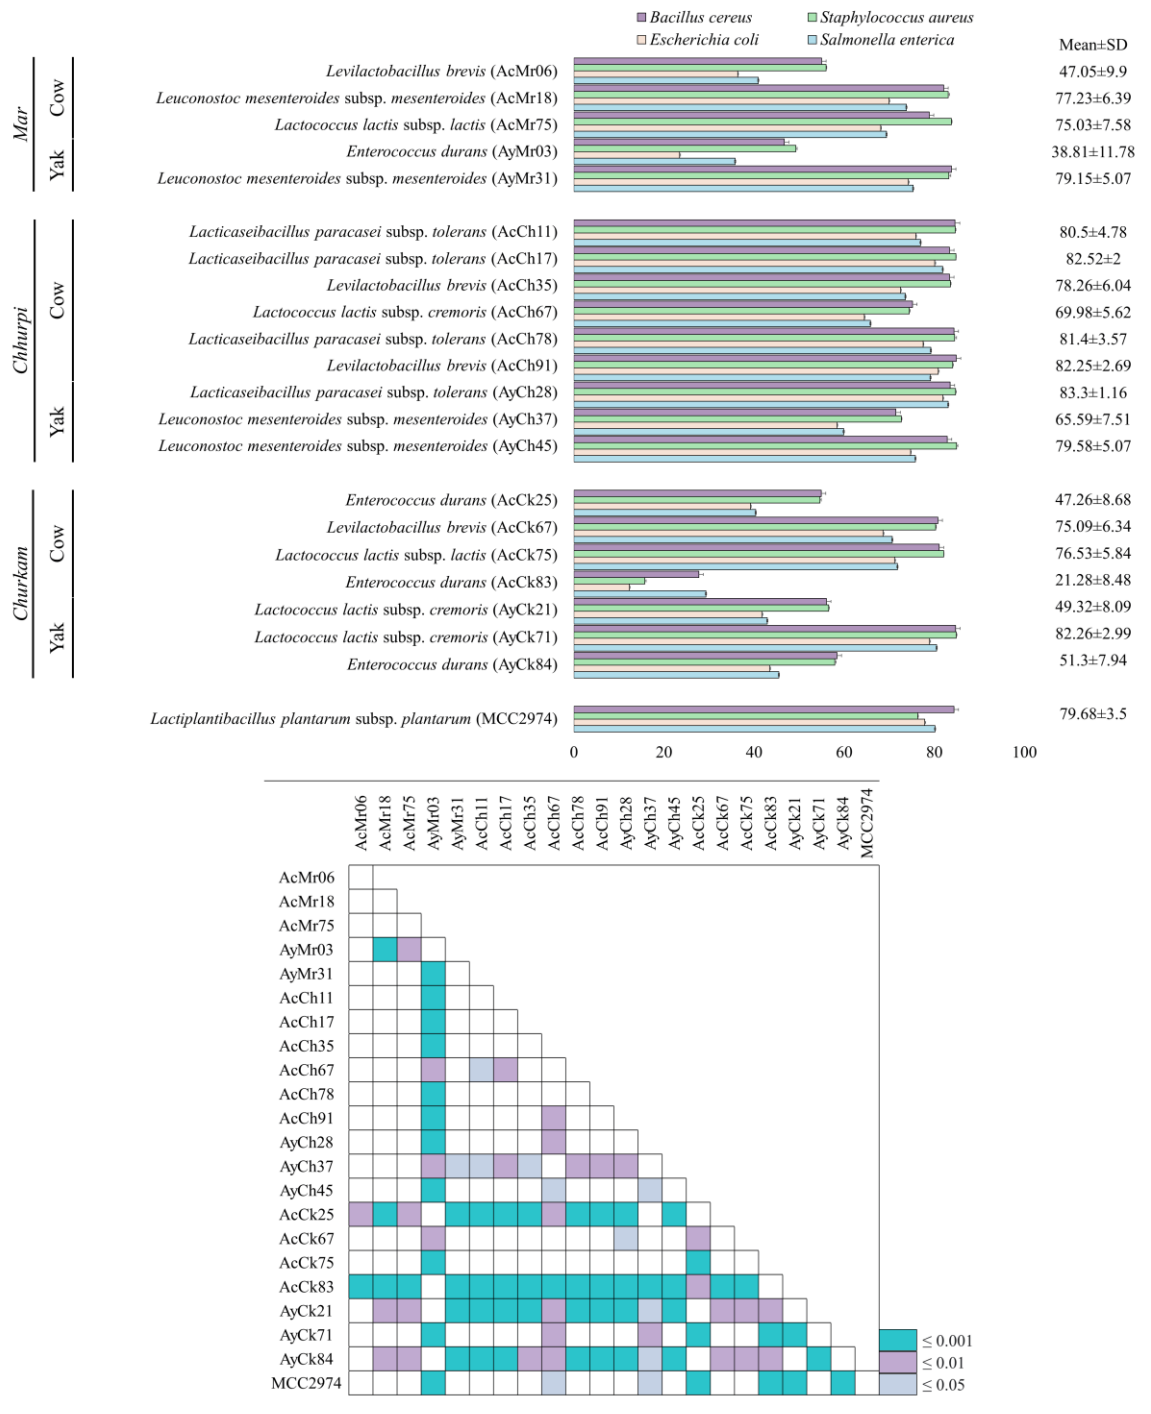 Bacillus cereus
Staphylococcus aureus
Escherichia coli
Salmonella enterica
Mean±SD
Mar
Cow
Levilactobacillus brevis (AcMr06) 47.05±9.9
Leuconostoc mesenteroides subsp. mesenteroides (AcMr18) 77.23±6.39
Lactococcus lactis subsp. lactis (AcMr75) 75.03±7.58
Yak
Enterococcus durans (AyMr03) 38.81±11.78
Leuconostoc mesenteroides subsp. mesenteroides (AyMr31) 79.15±5.07
Chhurpi
Cow
Lacticaseibacillus paracasei subsp. tolerans (AcCh11) 80.5±4.78
Lacticaseibacillus paracasei subsp. tolerans (AcCh17) 82.52±2
Levilactobacillus brevis (AcCh35) 78.26±6.04
Lactococcus lactis subsp. cremoris (AcCh67) 69.98±5.62
Lacticaseibacillus paracasei subsp. tolerans (AcCh78) 81.4±3.57
Levilactobacillus brevis (AcCh91) 82.25±2.69
Yak
Lacticaseibacillus paracasei subsp. tolerans (AyCh28) 83.3±1.16
Leuconostoc mesenteroides subsp. mesenteroides (AyCh37) 65.59±7.51
Leuconostoc mesenteroides subsp. mesenteroides (AyCh45) 79.58±5.07
Churkam
Cow
Enterococcus durans (AcCk25) 47.26±8.68
Levilactobacillus brevis (AcCk67) 75.09±6.34
Lactococcus lactis subsp. lactis (AcCk75) 76.53±5.84
Enterococcus durans (AcCk83) 21.28±8.48
Yak
Lactococcus lactis subsp. cremoris (AyCk21) 49.32±8.09
Lactococcus lactis subsp. cremoris (AyCk71) 82.26±2.99
Enterococcus durans (AyCk84) 51.3±7.94
Lactiplantibacillus plantarum subsp. plantarum (MCC2974) 79.68±3.5
0 20 40 60 80 100
AcMr06 AcMr18 AcMr75 AyMr03 AyMr31 AcCh11 AcCh17 AcCh35 AcCh67 AcCh78 AcCh91 AyCh28 AyCh37 AyCh45 AcCk25 AcCk67 AcCk75 AcCk83 AyCk21 AyCk71 AyCk84 MCC2974
AcMr06
AcMr18
AcMr75
AyMr03
AyMr31
AcCh11
AcCh17
AcCh35
AcCh67
AcCh78
AcCh91
AyCh28
AyCh37
AyCh45
AcCk25
AcCk67
AcCk75
AcCk83
AyCk21
AyCk71
AyCk84
MCC2974
≤ 0.001
≤ 0.01
≤ 0.05